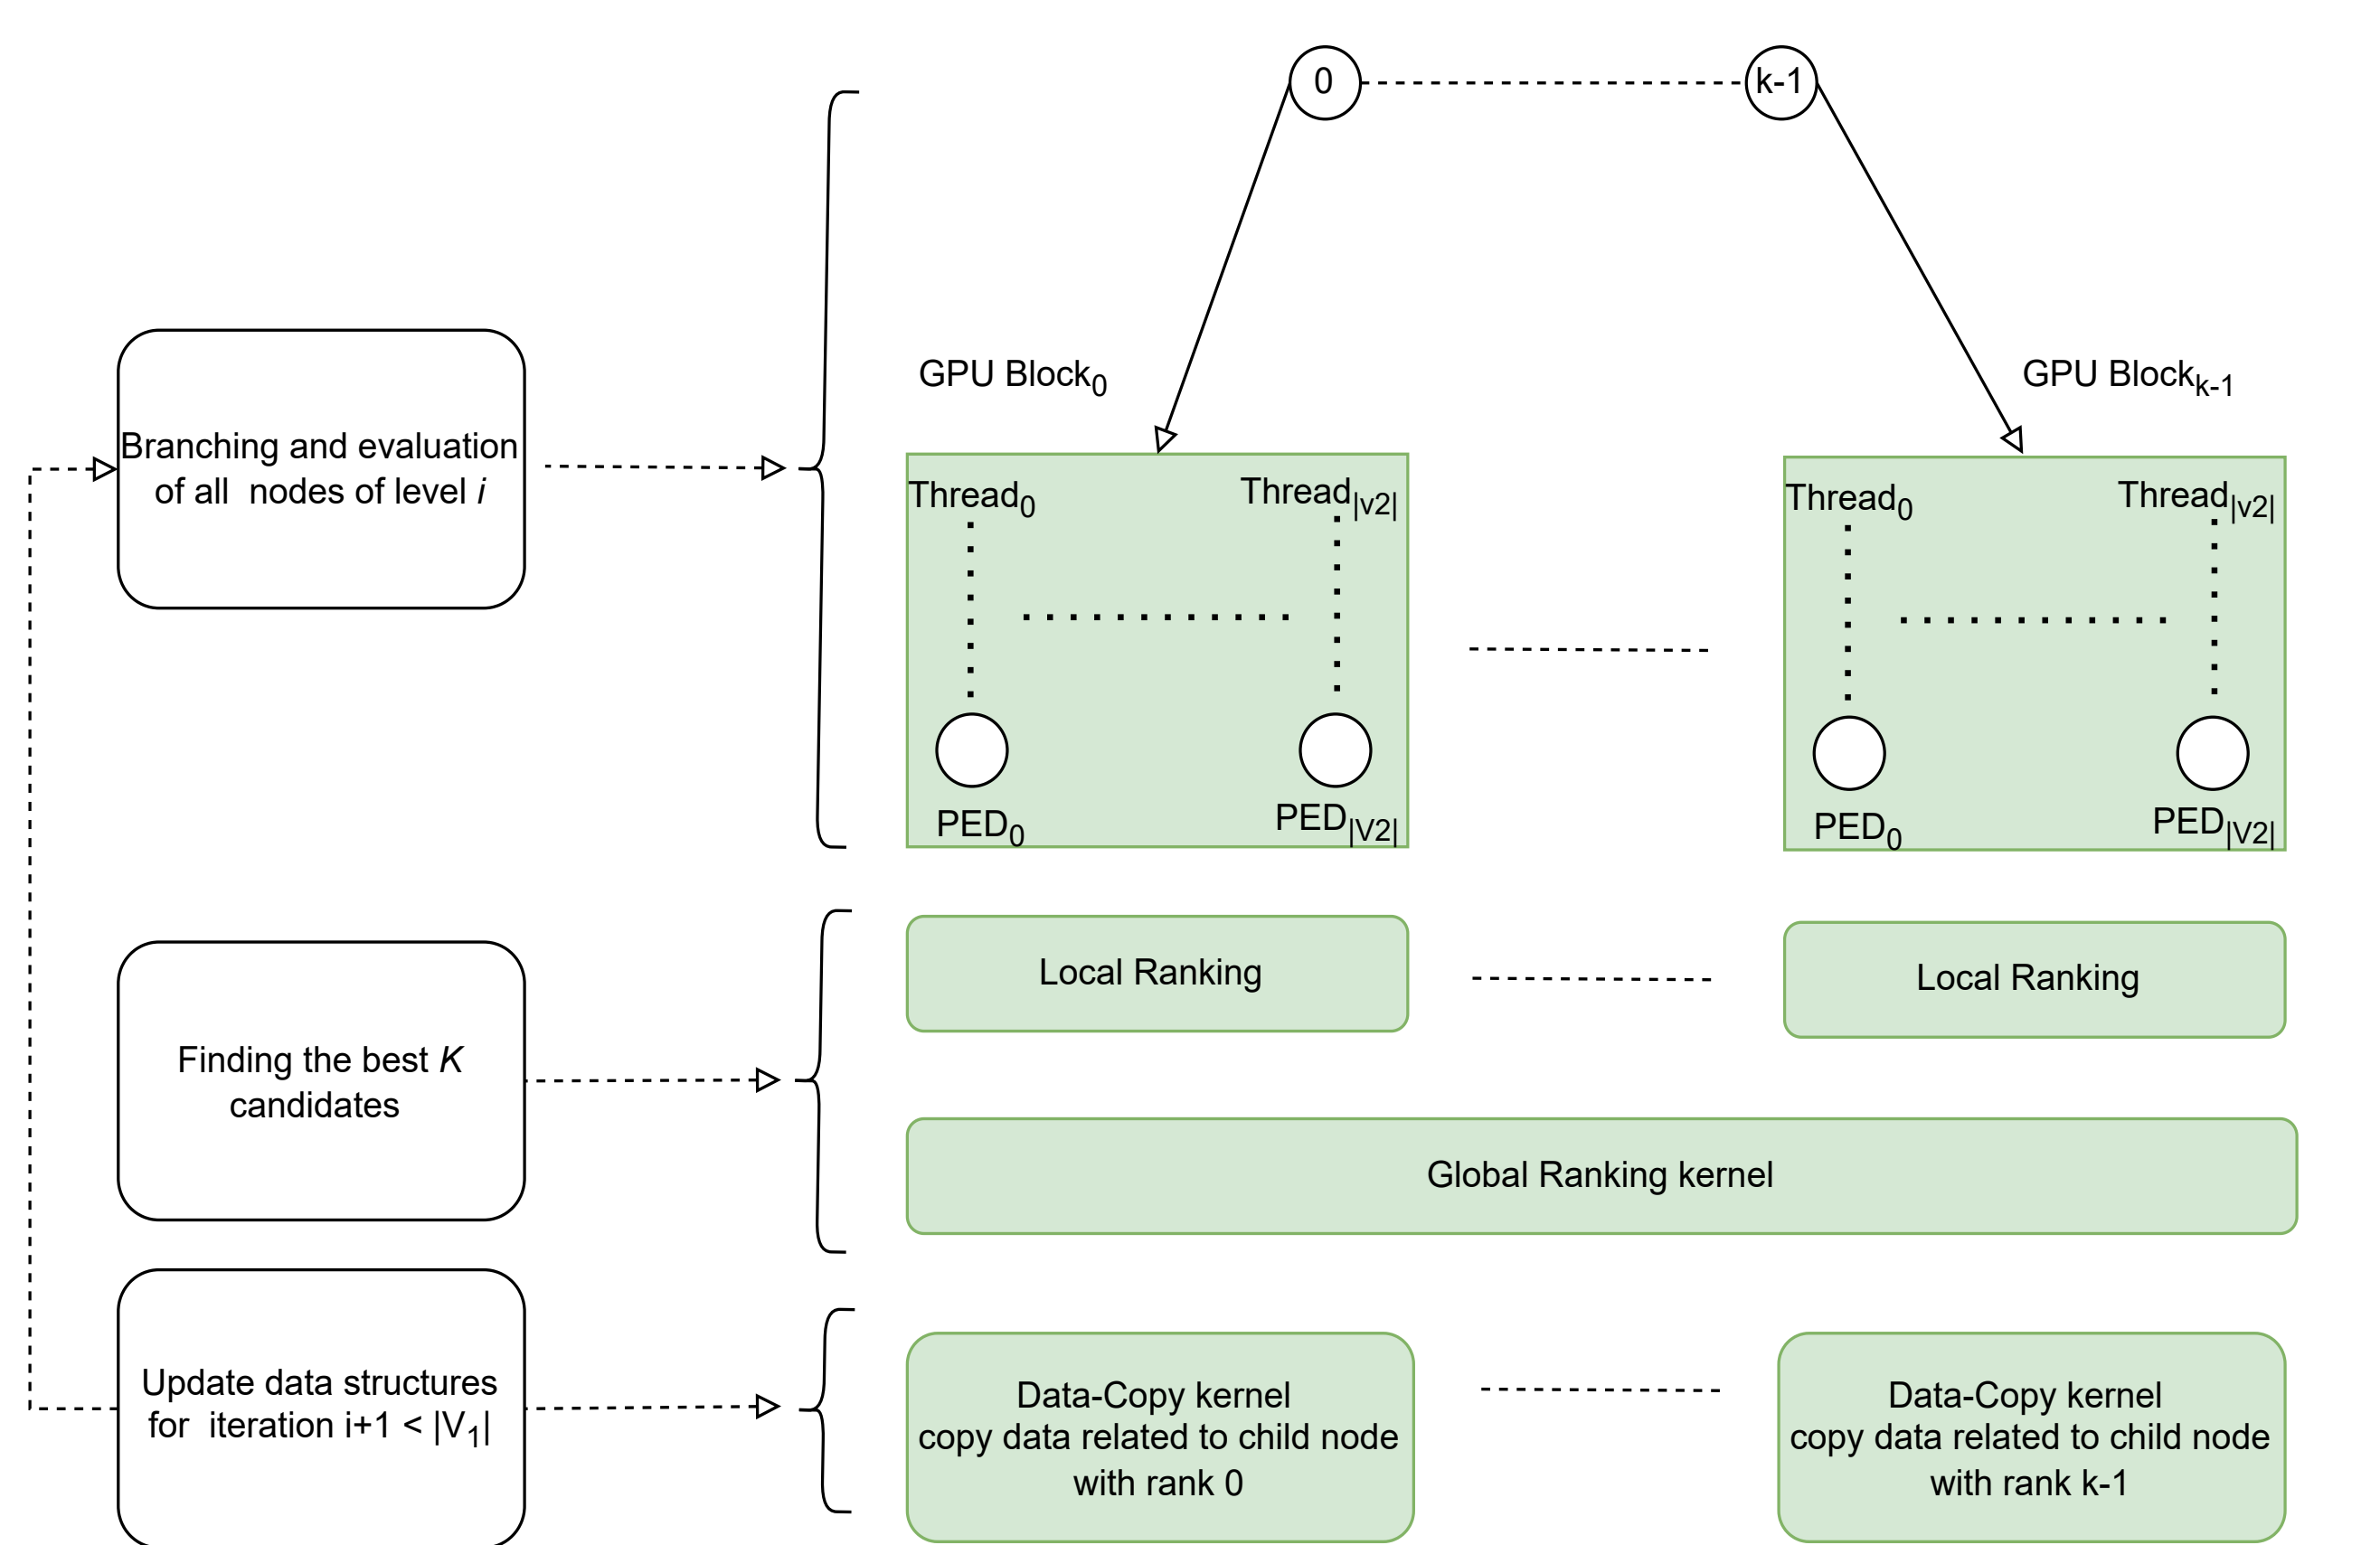 0
k-1
GPU Block0
GPU Blockk-1
Branching and evaluation
of all nodes of level i
Thread0
Thread|v2|
Thread0
Thread|v2|
PED0
PED|V2|
PED0
PED|V2|
Finding the best K
candidates
Local Ranking
Local Ranking
Global Ranking kernel
Update data structures
for iteration i+1 < |V1|
Data-Copy kernel
copy data related to child node
with rank 0
Data-Copy kernel
copy data related to child node
with rank k-1